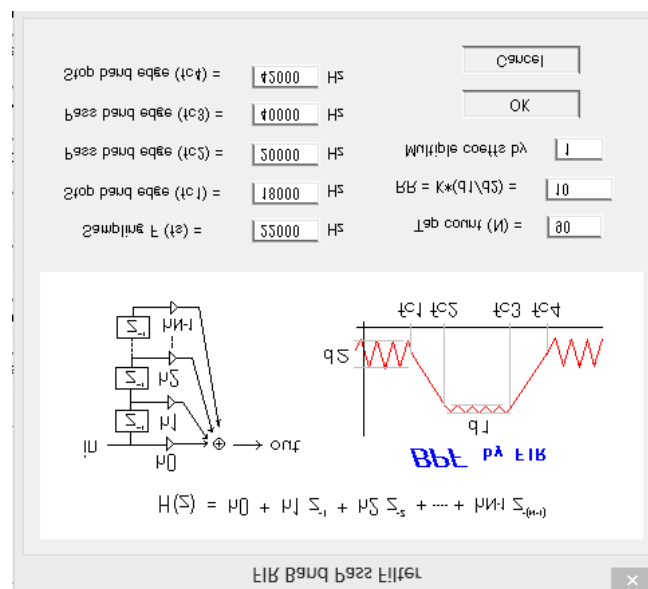 FIR Band Pass Filter
H(z) = h0 + h1 Z-1 + h2 Z-2 + ---- + hN-1 Z-(N-1)
BPF by FIR
in h0 out
Z-1 h1
Z-1 h2
Z-1 hN-1
d1
d2
fc1 fc2 fc3 fc4
Sampling F (fs) = 22000 Hz
Stop band edge (fc1) = 18000 Hz
Pass band edge (fc2) = 20000 Hz
Pass band edge (fc3) = 40000 Hz
Stop band edge (fc4) = 42000 Hz
Tap count (N) = 90
RR = K*(d1/d2) = 10
Multiple coeffs by 1
OK
Cancel